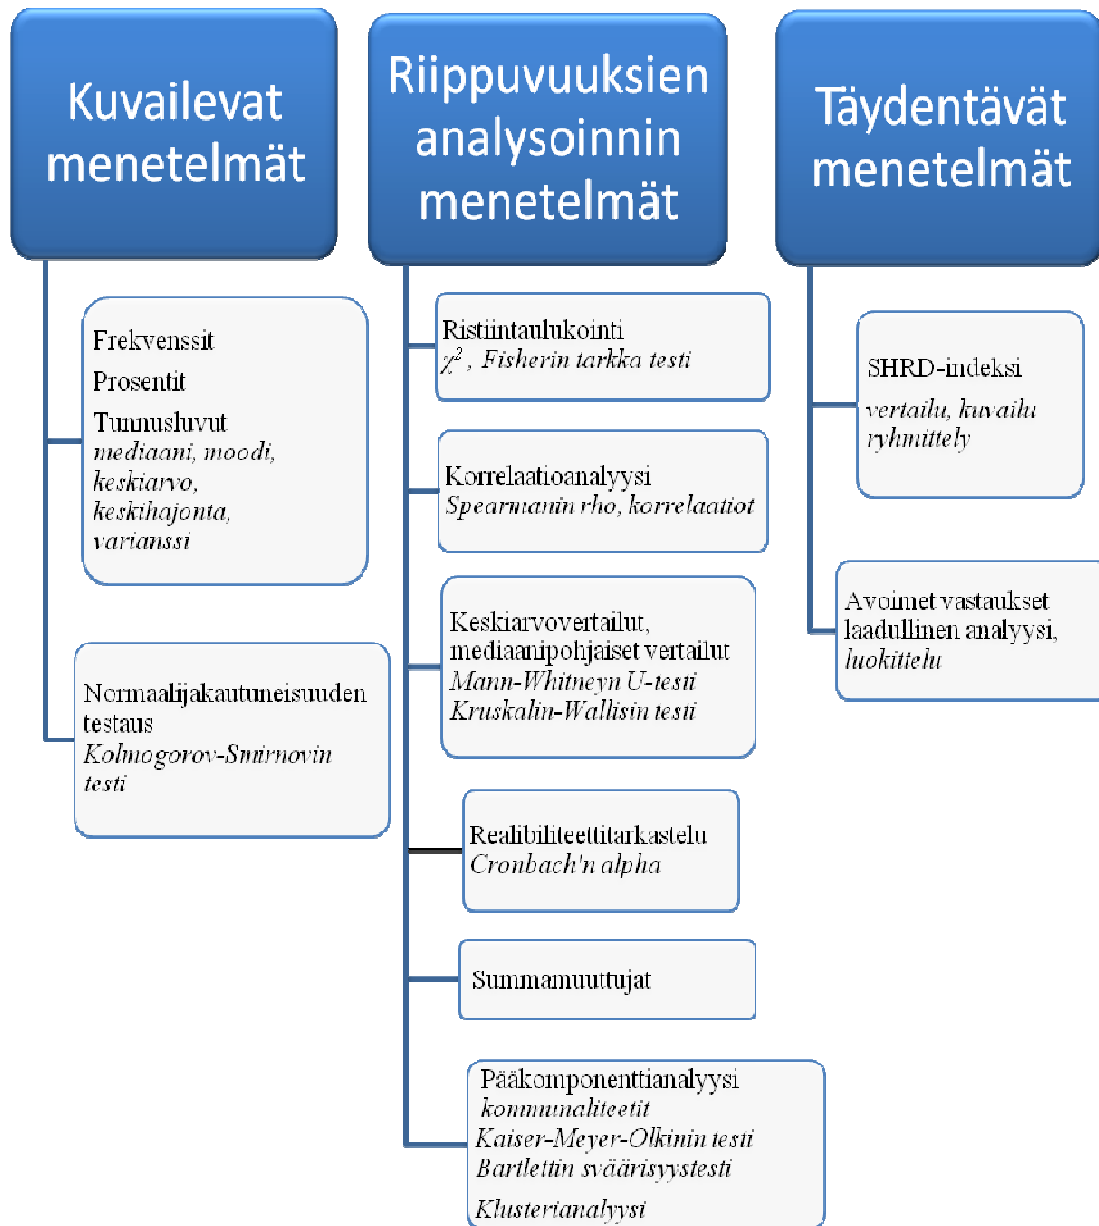 Kuvailevat
menetelmät
Frekvenssit
Prosentit
Tunnusluvut
mediaani, moodi,
keskiarvo,
keskihajonta,
varianssi
Normaalijakautuneisuuden
testaus
Kolmogorov-Smirnovin
testi
Riippuvuuksien
analysoinnin
menetelmät
Ristiintaulukointi
χ², Fisherin tarkka testi
Korrelaatioanalyysi
Spearmanin rho, korrelaatiot
Keskiarvovertailut,
mediaanipohjaiset vertailut
Mann-Whitneyn U-testi
Kruskalin-Wallisin testi
Realibiliteettitarkastelu
Cronbach'n alpha
Summamuuttujat
Pääkomponenttianalyysi
kommunaliteetit
Kaiser-Meyer-Olkinin testi
Bartlettin sväärisyystesti
Klusterianalyysi
Täydentävät
menetelmät
SHRD-indeksi
vertailu, kuvailu
ryhmittely
Avoimet vastaukset
laadullinen analyysi,
luokittelu